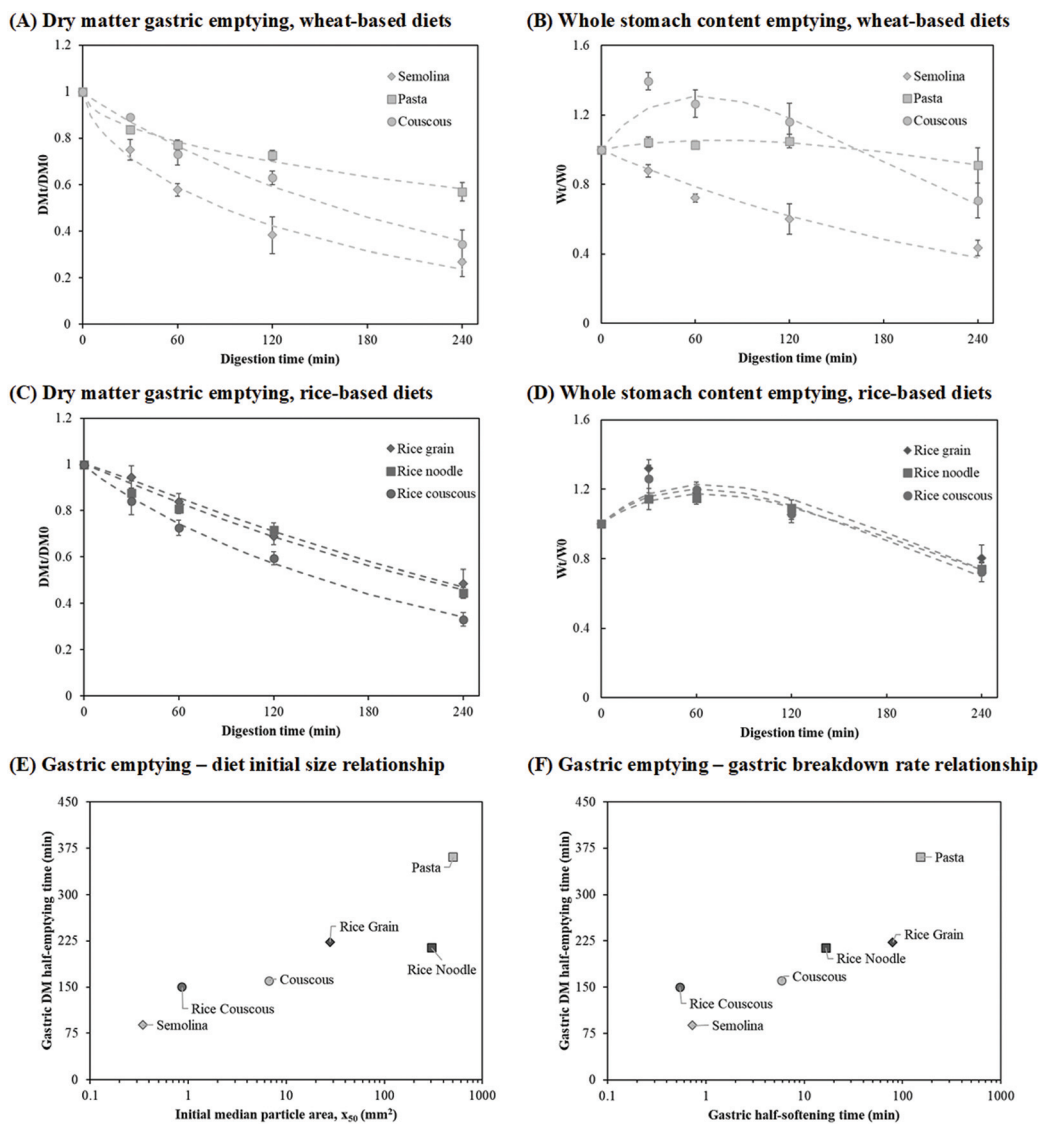 (A) Dry matter gastric emptying, wheat-based diets
1.2
1
0.8
0.6
0.4
0.2
0
DMt/DM0
Semolina
Pasta
Couscous
0
60
120
180
240
Digestion time (min)
(B) Whole stomach content emptying, wheat-based diets
1.6
1.2
0.8
0.4
0
Wt/W0
Semolina
Pasta
Couscous
0
60
120
180
240
Digestion time (min)
(C) Dry matter gastric emptying, rice-based diets
1.2
1
0.8
0.6
0.4
0.2
0
DMt/DM0
Rice grain
Rice noodle
Rice couscous
0
60
120
180
240
Digestion time (min)
(D) Whole stomach content emptying, rice-based diets
1.6
1.2
0.8
0.4
0
Wt/W0
Rice grain
Rice noodle
Rice couscous
0
60
120
180
240
Digestion time (min)
(E) Gastric emptying – diet initial size relationship
450
375
300
225
150
75
0
Gastric DM half-emptying time (min)
Pasta
Rice Grain
Rice Noodle
Couscous
Rice Couscous
Semolina
0.1
1
10
100
1000
Initial median particle area, x50 (mm²)
(F) Gastric emptying – gastric breakdown rate relationship
450
375
300
225
150
75
0
Gastric DM half-emptying time (min)
Pasta
Rice Grain
Rice Noodle
Couscous
Rice Couscous
Semolina
0.1
1
10
100
1000
Gastric half-softening time (min)